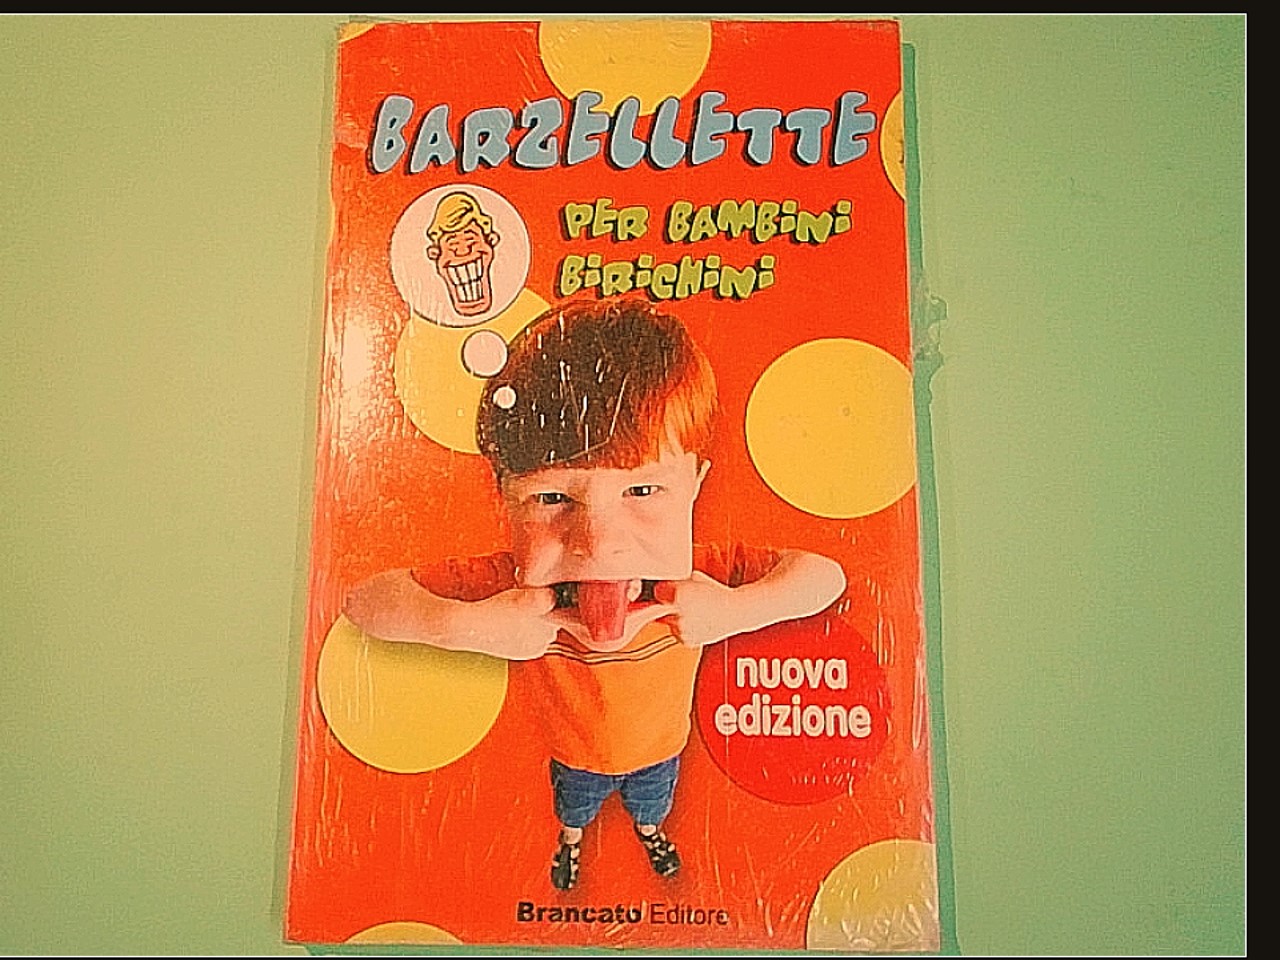 BARZELLETTE
PER BAMBINI
BIRICHINI
nuova
edizione
Brancato Editore